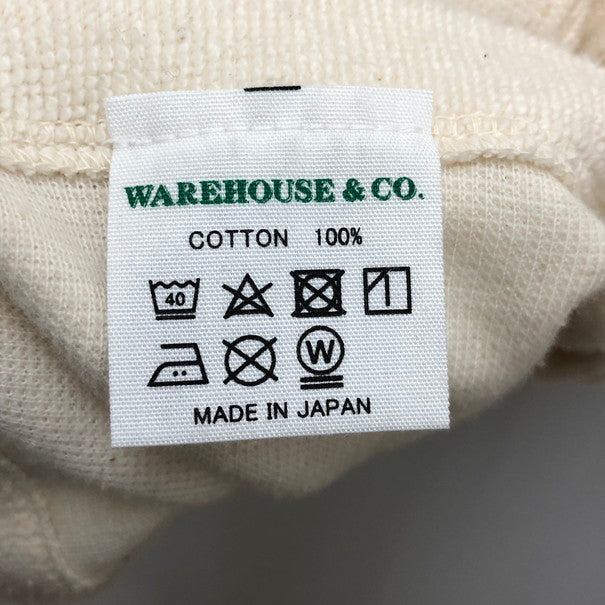 WAREHOUSE & CO.
COTTON 100%
40
W
MADE IN JAPAN